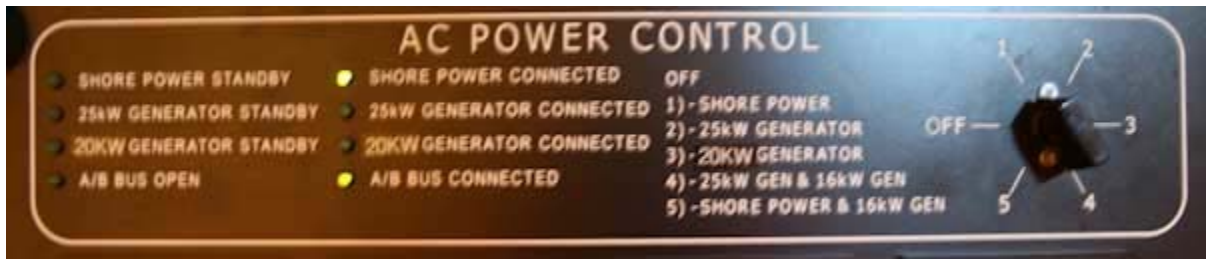 AC POWER CONTROL
SHORE POWER STANDBY
25kW GENERATOR STANDBY
20KW GENERATOR STANDBY
A/B BUS OPEN
SHORE POWER CONNECTED
25kW GENERATOR CONNECTED
20KW GENERATOR CONNECTED
A/B BUS CONNECTED
OFF
1)-SHORE POWER
2)-25kW GENERATOR
3)-20KW GENERATOR
4)-25kW GEN & 16kW GEN
5)-SHORE POWER & 16kW GEN
1 2
OFF 3
5 4